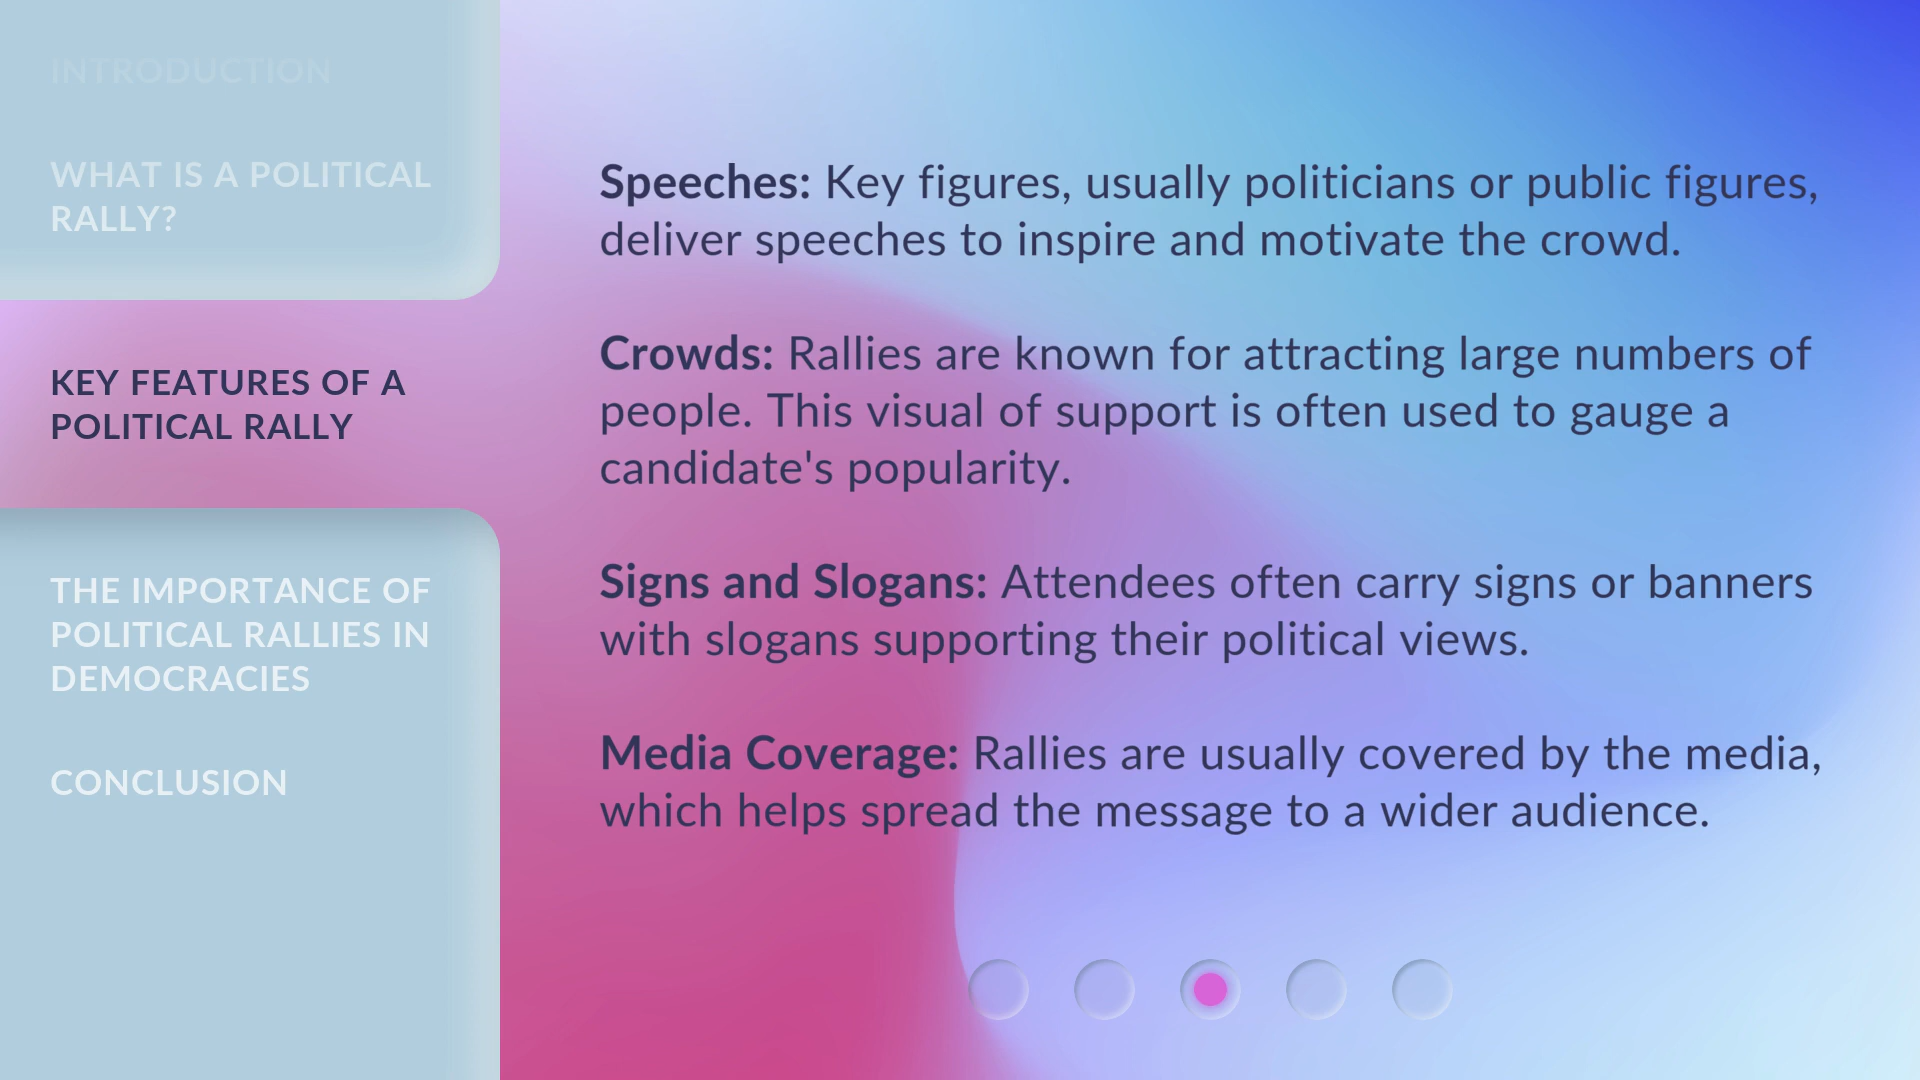 INTRODUCTION
WHAT IS A POLITICAL
RALLY?
KEY FEATURES OF A
POLITICAL RALLY
THE IMPORTANCE OF
POLITICAL RALLIES IN
DEMOCRACIES
CONCLUSION
Speeches: Key figures, usually politicians or public figures,
deliver speeches to inspire and motivate the crowd.
Crowds: Rallies are known for attracting large numbers of
people. This visual of support is often used to gauge a
candidate's popularity.
Signs and Slogans: Attendees often carry signs or banners
with slogans supporting their political views.
Media Coverage: Rallies are usually covered by the media,
which helps spread the message to a wider audience.